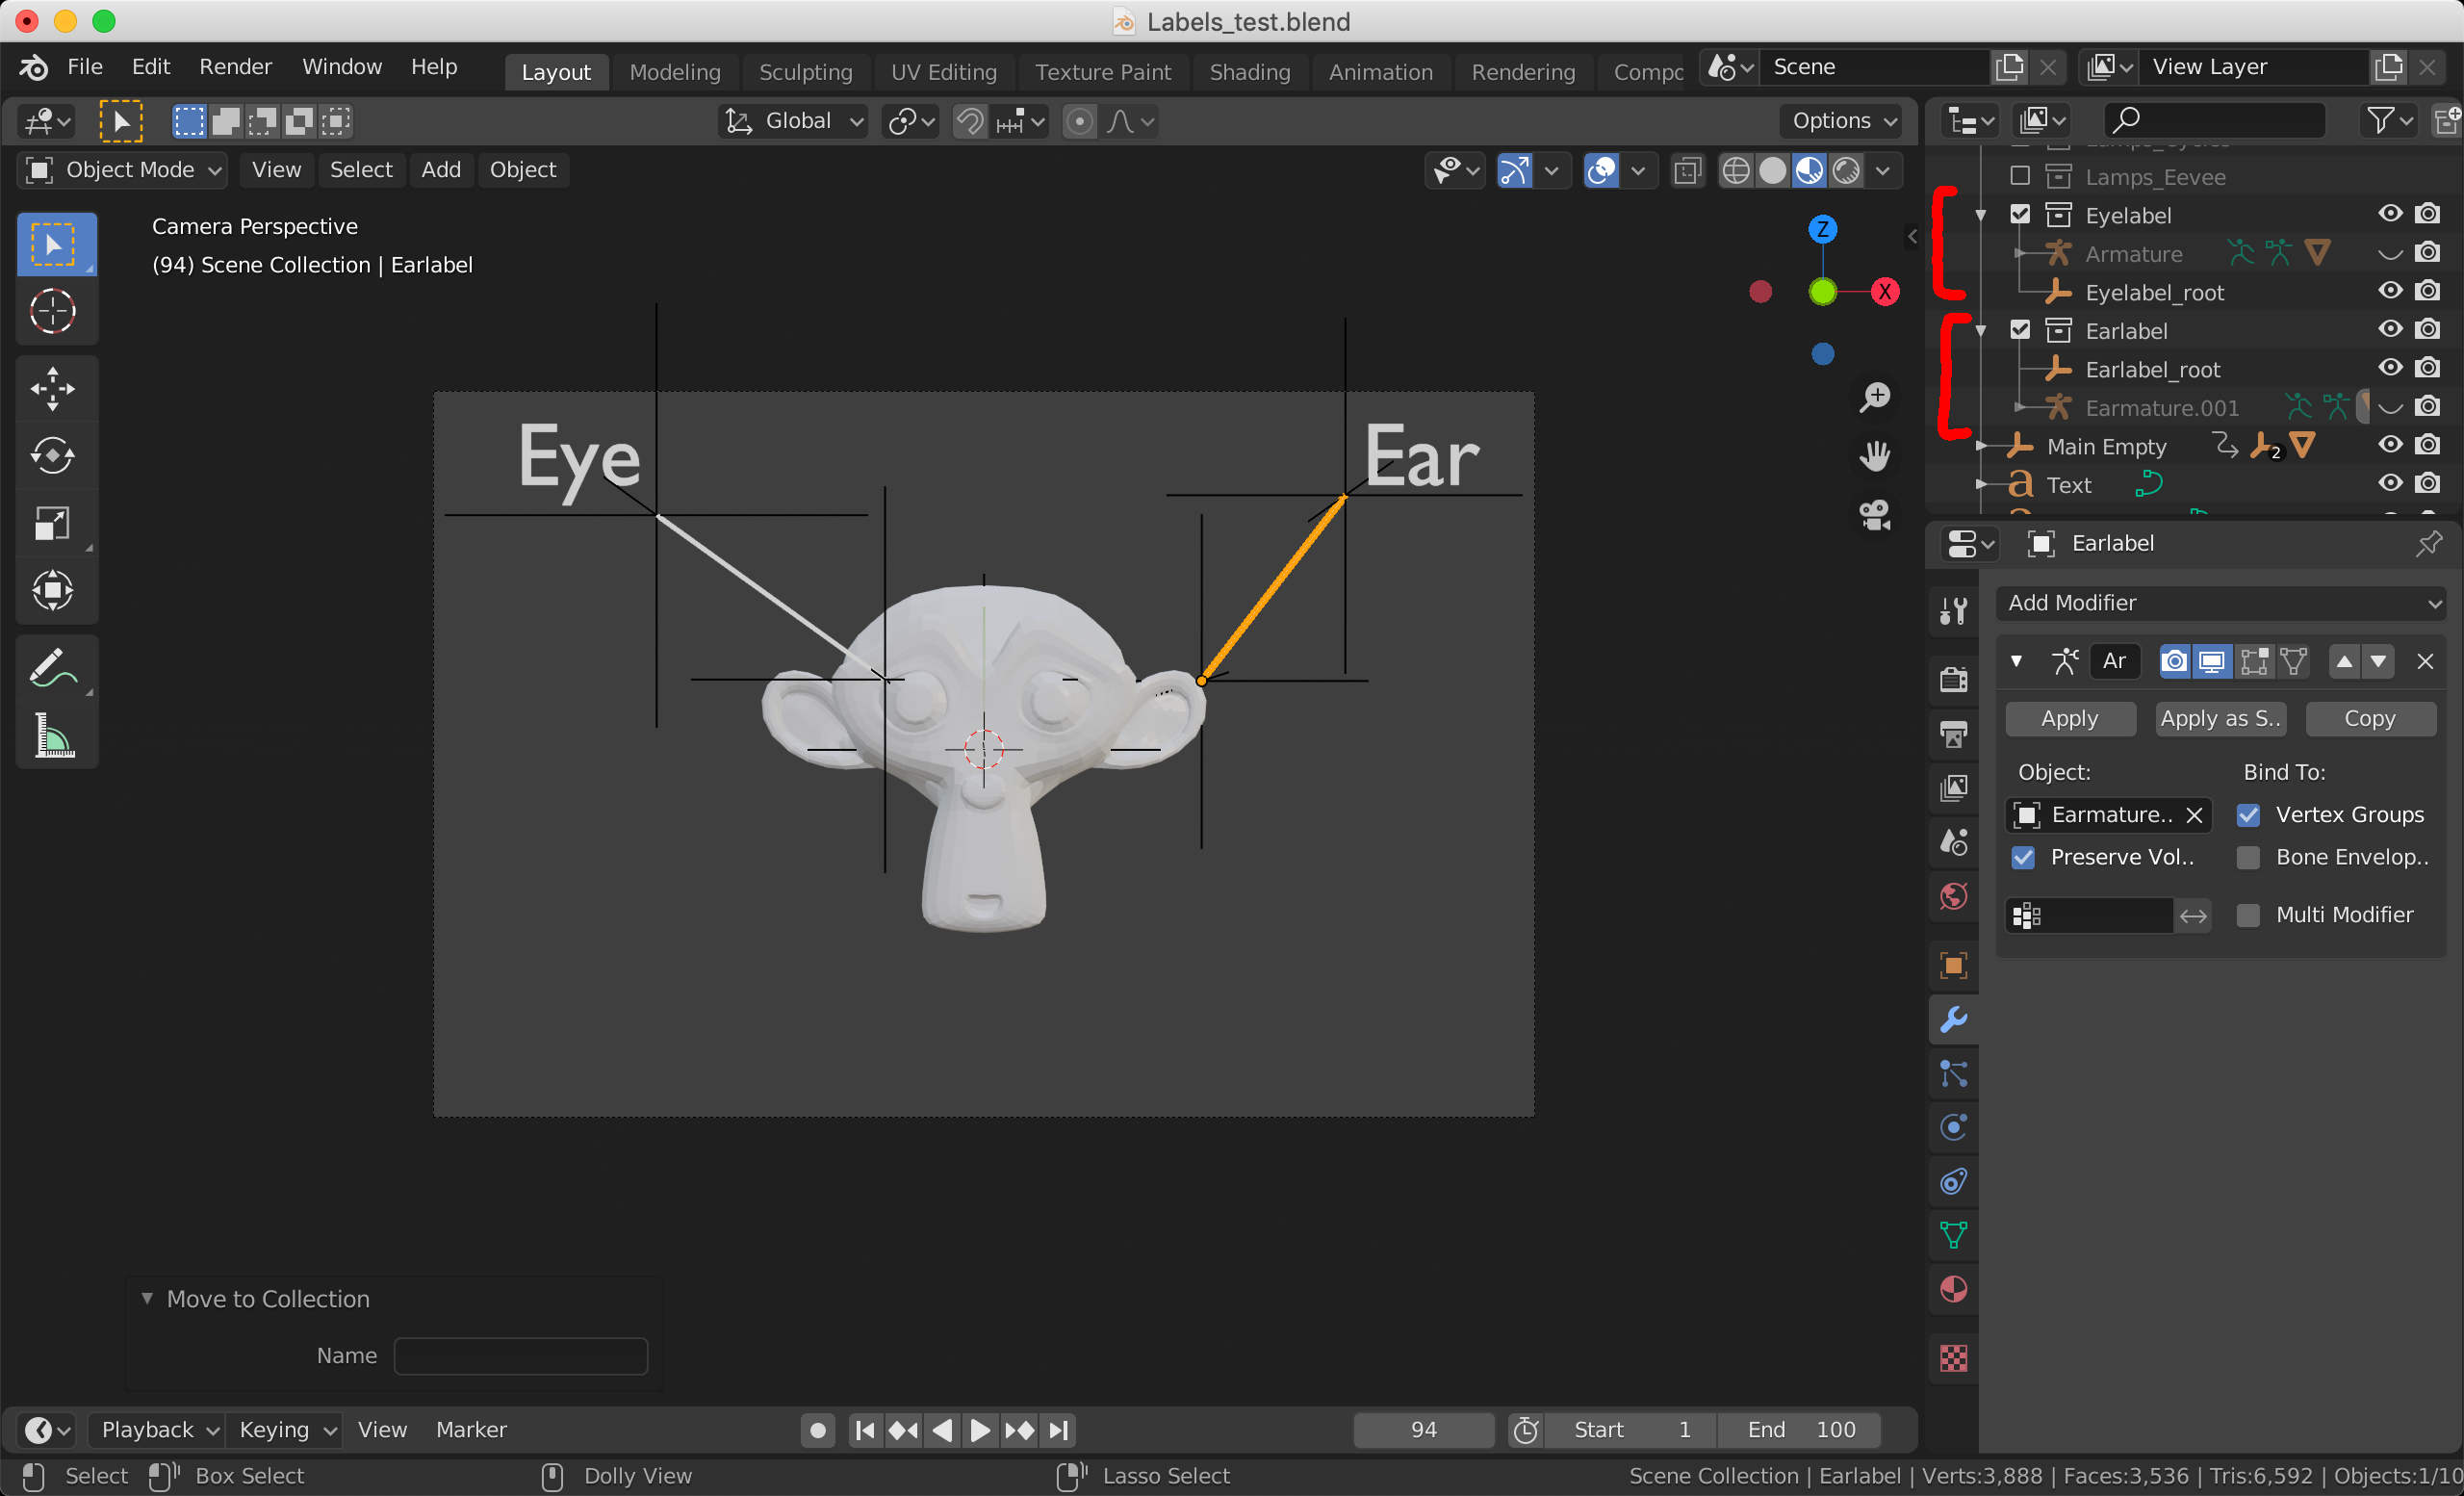 Labels_test.blend
File Edit Render Window Help Layout Modeling Sculpting UV Editing Texture Paint Shading Animation Rendering Compo Scene View Layer
Global Options
Object Mode View Select Add Object
Camera Perspective
(94) Scene Collection | Earlabel
Z
X
Eye
Ear
Lamps_Eevee
Eyelabel
Armature
Eyelabel_root
Earlabel
Earlabel_root
Earmature.001
Main Empty 2
a Text
Earlabel
Add Modifier
Ar
Apply Apply as S.. Copy
Object: Bind To:
Earmature.. Vertex Groups
Preserve Vol.. Bone Envelop..
Multi Modifier
Move to Collection
Name
Playback Keying View Marker 94 Start 1 End 100
Select Box Select Dolly View Lasso Select Scene Collection | Earlabel | Verts:3,888 | Faces:3,536 | Tris:6,592 | Objects:1/10